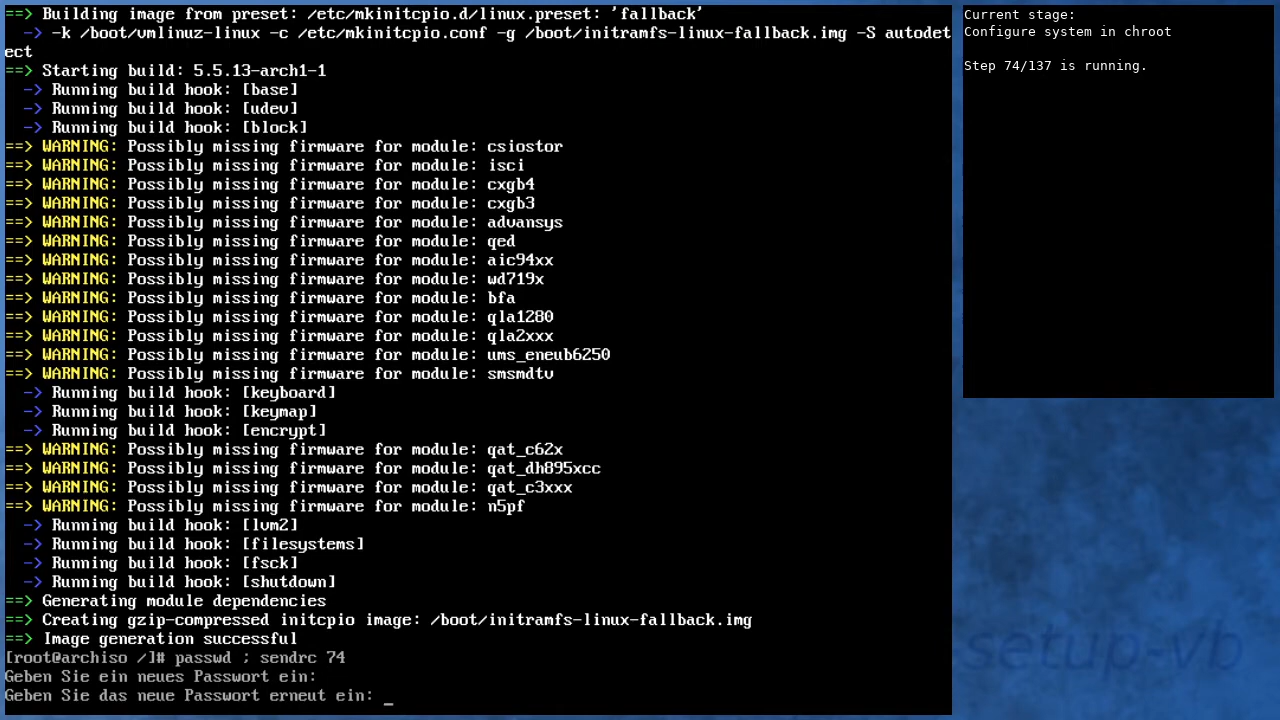 ==> Building image from preset: /etc/mkinitcpio.d/linux.preset: 'fallback'
  -> -k /boot/vmlinuz-linux -c /etc/mkinitcpio.conf -g /boot/initramfs-linux-fallback.img -S autodet
ect
==> Starting build: 5.5.13-arch1-1
  -> Running build hook: [base]
  -> Running build hook: [udev]
  -> Running build hook: [block]
==> WARNING: Possibly missing firmware for module: csiostor
==> WARNING: Possibly missing firmware for module: isci
==> WARNING: Possibly missing firmware for module: cxgb4
==> WARNING: Possibly missing firmware for module: cxgb3
==> WARNING: Possibly missing firmware for module: advansys
==> WARNING: Possibly missing firmware for module: qed
==> WARNING: Possibly missing firmware for module: aic94xx
==> WARNING: Possibly missing firmware for module: wd719x
==> WARNING: Possibly missing firmware for module: bfa
==> WARNING: Possibly missing firmware for module: qla1280
==> WARNING: Possibly missing firmware for module: qla2xxx
==> WARNING: Possibly missing firmware for module: ums_eneub6250
==> WARNING: Possibly missing firmware for module: smsmdtv
  -> Running build hook: [keyboard]
  -> Running build hook: [keymap]
  -> Running build hook: [encrypt]
==> WARNING: Possibly missing firmware for module: qat_c62x
==> WARNING: Possibly missing firmware for module: qat_dh895xcc
==> WARNING: Possibly missing firmware for module: qat_c3xxx
==> WARNING: Possibly missing firmware for module: n5pf
  -> Running build hook: [lvm2]
  -> Running build hook: [filesystems]
  -> Running build hook: [fsck]
  -> Running build hook: [shutdown]
==> Generating module dependencies
==> Creating gzip-compressed initcpio image: /boot/initramfs-linux-fallback.img
==> Image generation successful
[root@archiso /]# passwd ; sendrc 74
Geben Sie ein neues Passwort ein:
Geben Sie das neue Passwort erneut ein: _
Current stage:
Configure system in chroot
Step 74/137 is running.
setup-vb